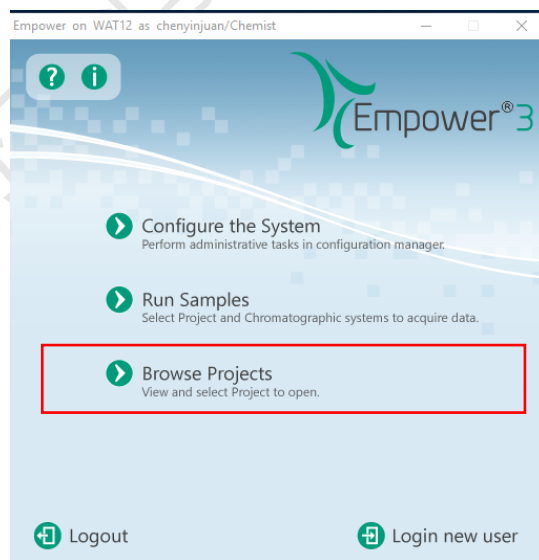 Empower on WAT12 as chenyinjuan/Chemist
? i
Empower®3
Configure the System
Perform administrative tasks in configuration manager.
Run Samples
Select Project and Chromatographic systems to acquire data.
Browse Projects
View and select Project to open.
Logout
Login new user